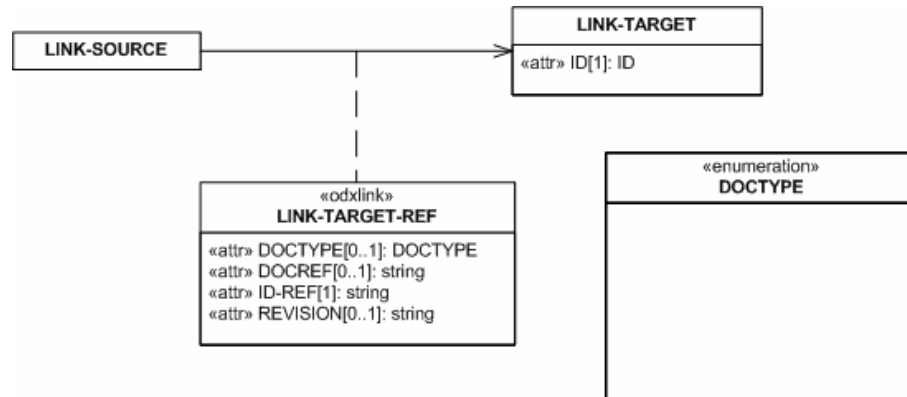 LINK-SOURCE
LINK-TARGET
«attr» ID[1]: ID
«odxlink»
LINK-TARGET-REF
«attr» DOCTYPE[0..1]: DOCTYPE
«attr» DOCREF[0..1]: string
«attr» ID-REF[1]: string
«attr» REVISION[0..1]: string
«enumeration»
DOCTYPE